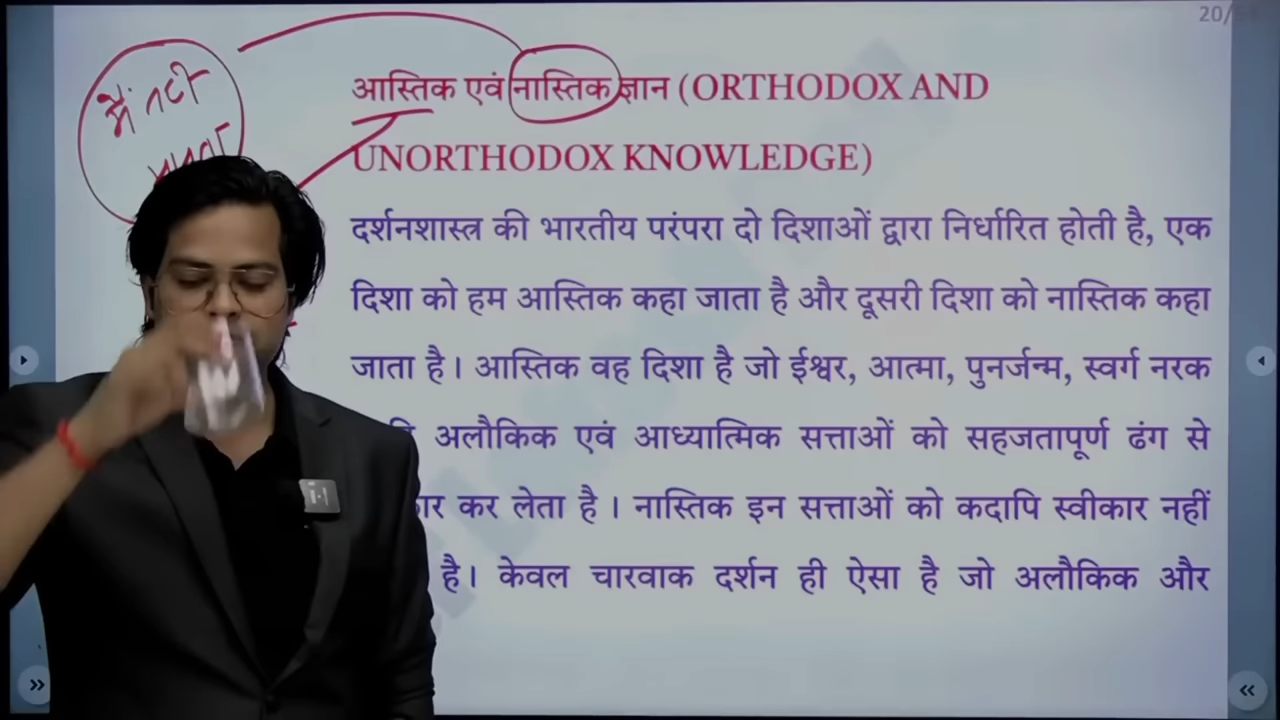 20/
मैं नही
आस्तिक एवं नास्तिक ज्ञान (ORTHODOX AND
UNORTHODOX KNOWLEDGE)
दर्शनशास्त्र की भारतीय परंपरा दो दिशाओं द्वारा निर्धारित होती है, एक
दिशा को हम आस्तिक कहा जाता है और दूसरी दिशा को नास्तिक कहा
जाता है। आस्तिक वह दिशा है जो ईश्वर, आत्मा, पुनर्जन्म, स्वर्ग नरक
अलौकिक एवं आध्यात्मिक सत्ताओं को सहजतापूर्ण ढंग से
कर लेता है। नास्तिक इन सत्ताओं को कदापि स्वीकार नहीं
है। केवल चारवाक दर्शन ही ऐसा है जो अलौकिक और